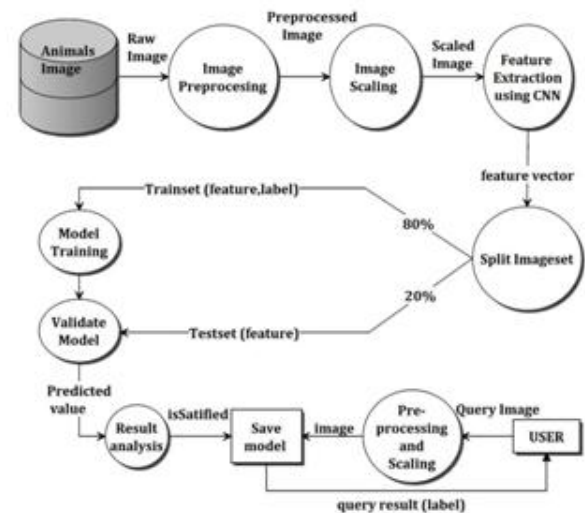 Animals
Image
Raw
Image
Image
Preprocesing
Preprocessed
Image
Image
Scaling
Scaled
Image
Feature
Extraction
using CNN
feature vector
Split Imageset
80%
Trainset (feature,label)
20%
Testset (feature)
Model
Training
Validate
Model
Predicted
value
Result
analysis
isSatified
Save
model
image
Pre-
processing
and
Scaling
Query Image
USER
query result (label)